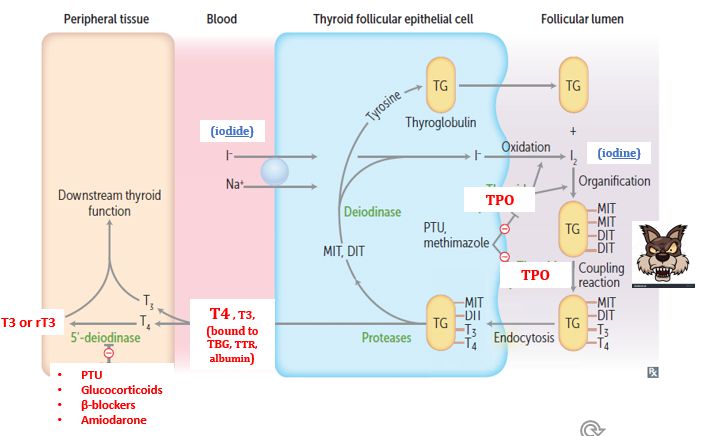 Peripheral tissue
Blood
Thyroid follicular epithelial cell
Follicular lumen
TG
TG
Tyrosine
Thyroglobulin
+
(iodide)
I-
Na+
I-
Oxidation
I2
(iodine)
Organification
Downstream thyroid
function
Deiodinase
TPO
PTU,
methimazole
TG
MIT
MIT
DIT
DIT
MIT, DIT
TPO
Coupling
reaction
T3 or rT3
T3
T4
5'-deiodinase
T4 , T3,
(bound to
TBG, TTR,
albumin)
Proteases
TG
MIT
DIT
T3
T4
Endocytosis
TG
MIT
DIT
T3
T4
• PTU
• Glucocorticoids
• β-blockers
• Amiodarone
℞